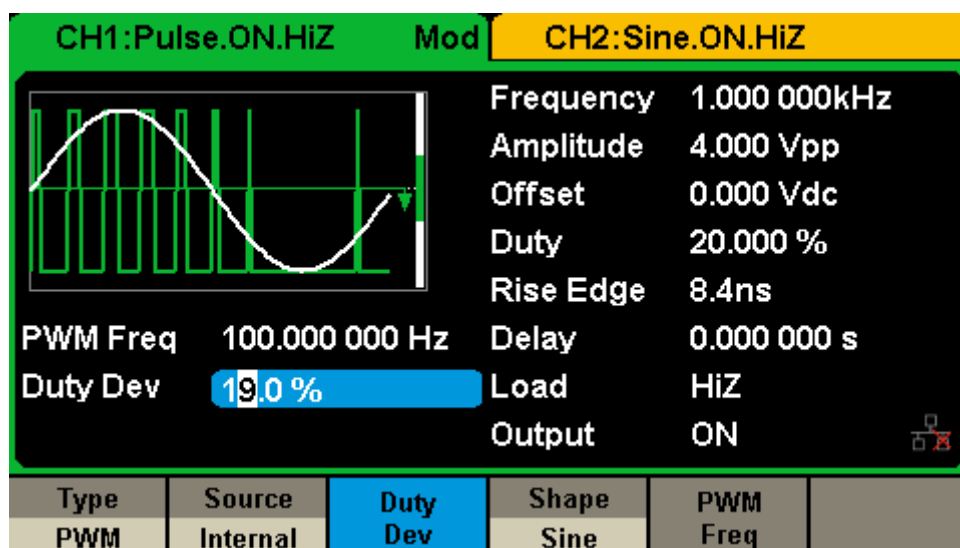 CH1:Pulse.ON.HiZ Mod
CH2:Sine.ON.HiZ
Frequency 1.000 000kHz
Amplitude 4.000 Vpp
Offset 0.000 Vdc
Duty 20.000 %
Rise Edge 8.4ns
PWM Freq 100.000 000 Hz
Delay 0.000 000 s
Duty Dev 19.0 %
Load HiZ
Output ON
Type
PWM
Source
Internal
Duty
Dev
Shape
Sine
PWM
Freq